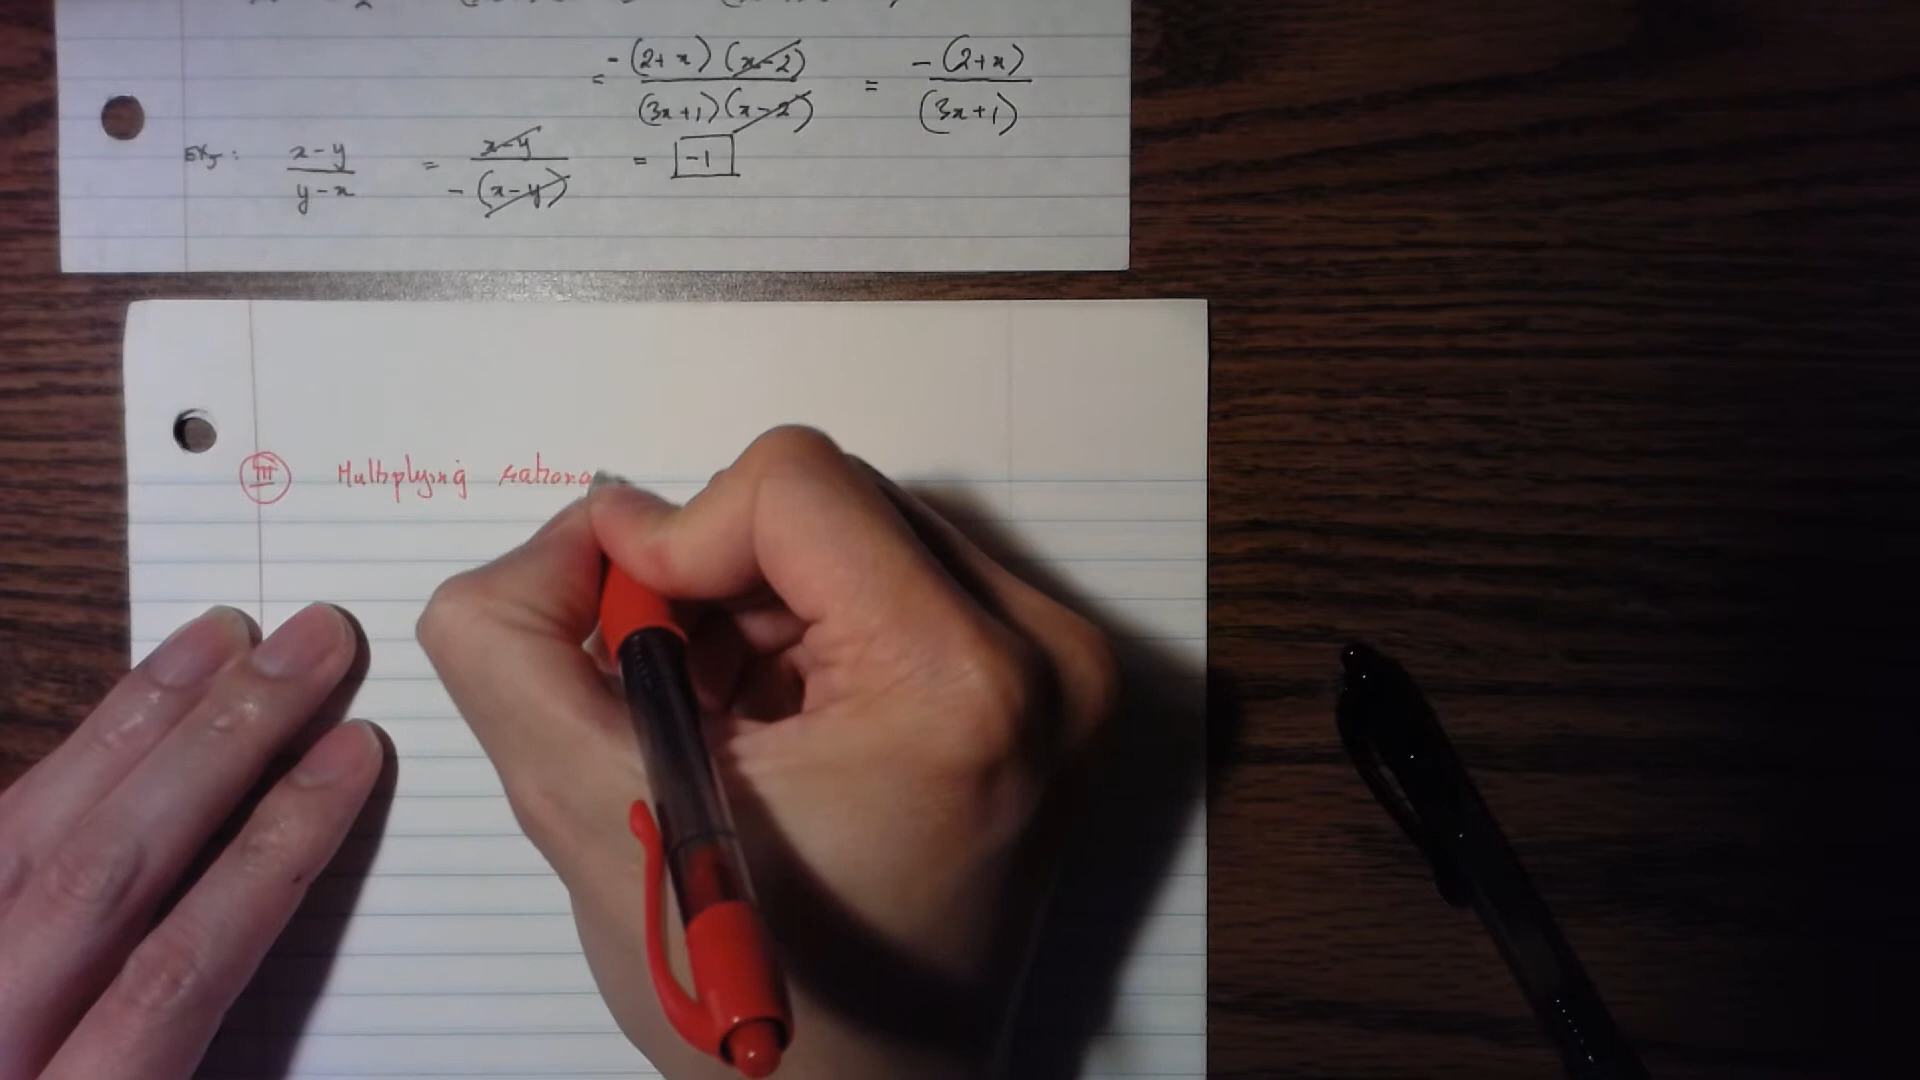 = -(2+x)(x-2) / (3x+1)(x-2) = -(2+x) / (3x+1)
Ex: x-y / y-x = x-y / -(x-y) = -1
III Multiplying rationa